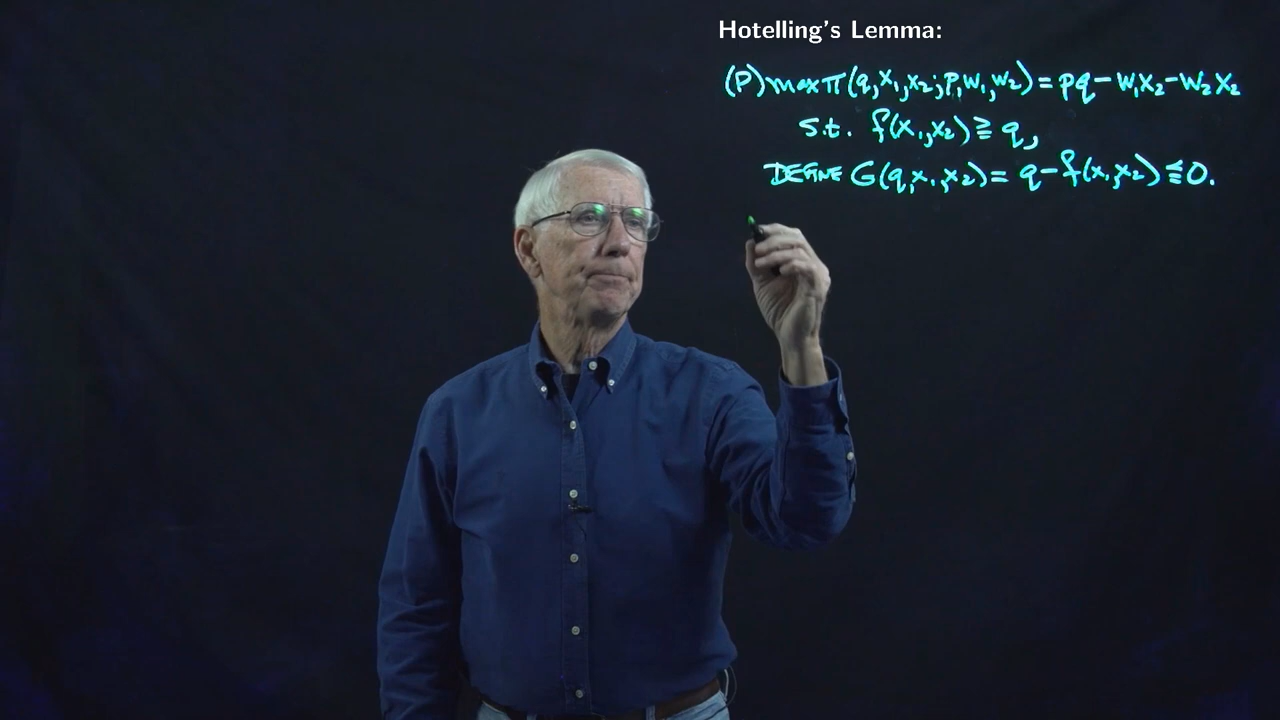 Hotelling's Lemma:
(P) max π(q,x₁,x₂;p,w₁,w₂) = pq-w₁x₂-w₂x₂
s.t. f(x₁,x₂) ≧ q,
DEFINE G(q,x₁,x₂) = q-f(x₁,x₂) ≦ 0.